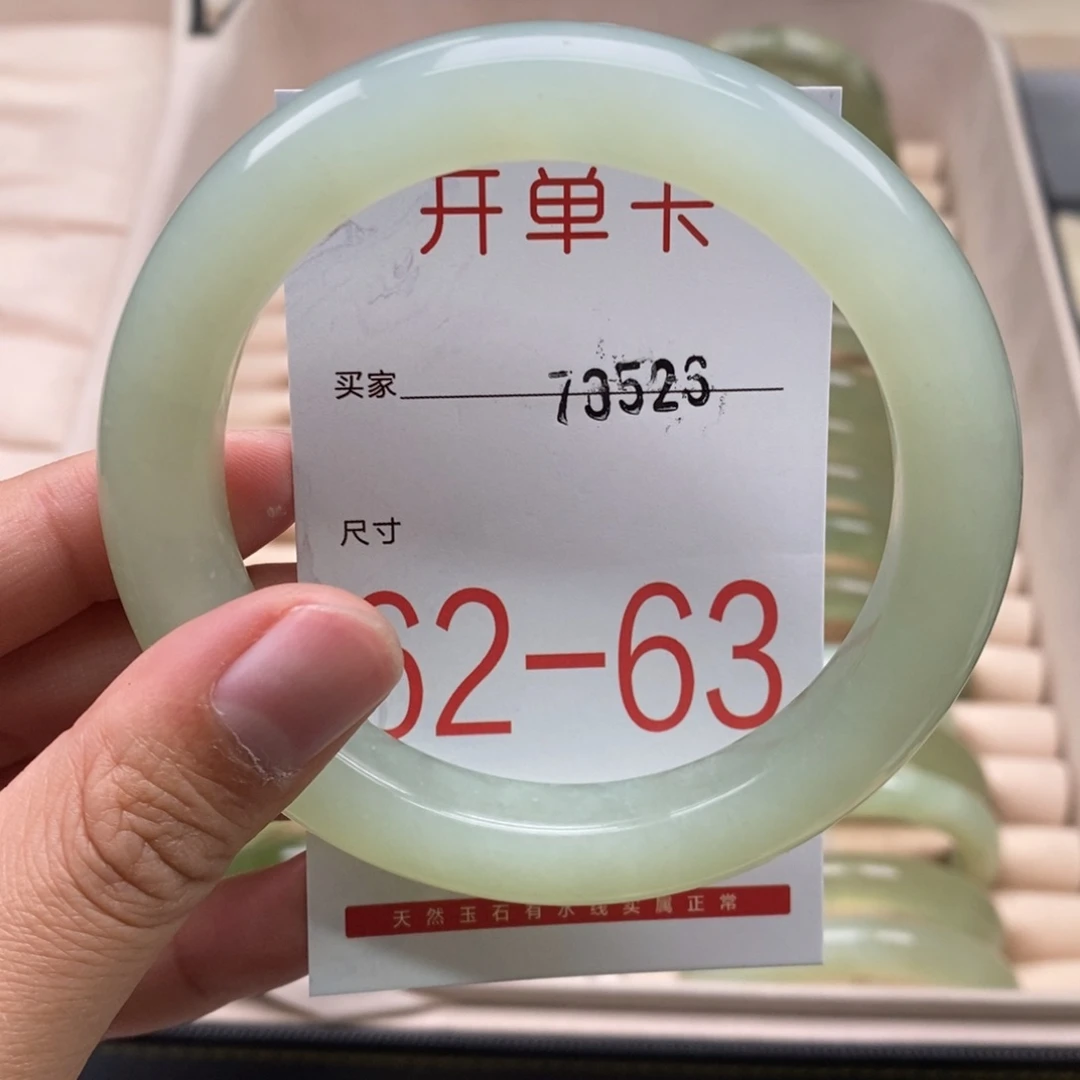 开单卡
买家 73526
尺寸
62-63
天然玉石有水线实属正常